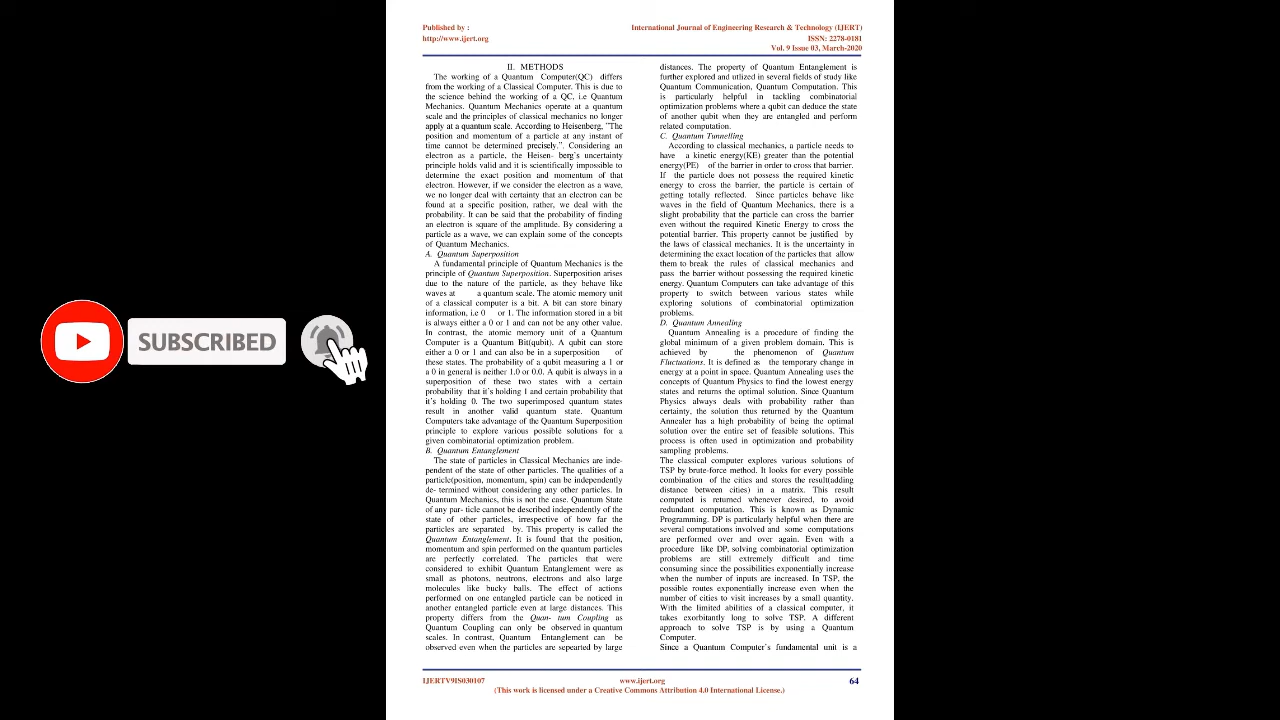 Published by :
http://www.ijert.org
International Journal of Engineering Research & Technology (IJERT)
ISSN: 2278-0181
Vol. 9 Issue 03, March-2020
II. METHODS
The working of a Quantum Computer(QC) differs
from the working of a Classical Computer. This is due to
the science behind the working of a QC, i.e Quantum
Mechanics. Quantum Mechanics operate at a quantum
scale and the principles of classical mechanics no longer
apply at a quantum scale. According to Heisenberg, "The
position and momentum of a particle at any instant of
time cannot be determined precisely.". Considering an
electron as a particle, the Heisen- berg's uncertainty
principle holds valid and it is scientifically impossible to
determine the exact position and momentum of that
electron. However, if we consider the electron as a wave,
we no longer deal with certainty that an electron can be
found at a specific position, rather, we deal with the
probability. It can be said that the probability of finding
an electron is square of the amplitude. By considering a
particle as a wave, we can explain some of the concepts
of Quantum Mechanics.
A. Quantum Superposition
A fundamental principle of Quantum Mechanics is the
principle of Quantum Superposition. Superposition arises
due to the nature of the particle, as they behave like
waves at a quantum scale. The atomic memory unit
of a classical computer is a bit. A bit can store binary
information, i.e 0 or 1. The information stored in a bit
is always either a 0 or 1 and can not be any other value.
In contrast, the atomic memory unit of a Quantum
Computer is a Quantum Bit(qubit). A qubit can store
either a 0 or 1 and can also be in a superposition of
these states. The probability of a qubit measuring a 1 or
a 0 in general is neither 1.0 or 0.0. A qubit is always in a
superposition of these two states with a certain
probability that it's holding 1 and certain probability that
it's holding 0. The two superimposed quantum states
result in another valid quantum state. Quantum
Computers take advantage of the Quantum Superposition
principle to explore various possible solutions for a
given combinatorial optimization problem.
B. Quantum Entanglement
The state of particles in Classical Mechanics are inde-
pendent of the state of other particles. The qualities of a
particle(position, momentum, spin) can be independently
de- termined without considering any other particles. In
Quantum Mechanics, this is not the case. Quantum State
of any par- ticle cannot be described independently of the
state of other particles, irrespective of how far the
particles are separated by. This property is called the
Quantum Entanglement. It is found that the position,
momentum and spin performed on the quantum particles
are perfectly correlated. The particles that were
considered to exhibit Quantum Entanglement were as
small as photons, neutrons, electrons and also large
molecules like bucky balls. The effect of actions
performed on one entangled particle can be noticed in
another entangled particle even at large distances. This
property differs from the Quan- tum Coupling as
Quantum Coupling can only be observed in quantum
scales. In contrast, Quantum Entanglement can be
observed even when the particles are sepearted by large
distances. The property of Quantum Entanglement is
further explored and utlized in several fields of study like
Quantum Communication, Quantum Computation. This
is particularly helpful in tackling combinatorial
optimization problems where a qubit can deduce the state
of another qubit when they are entangled and perform
related computation.
C. Quantum Tunnelling
According to classical mechanics, a particle needs to
have a kinetic energy(KE) greater than the potential
energy(PE) of the barrier in order to cross that barrier.
If the particle does not possess the required kinetic
energy to cross the barrier, the particle is certain of
getting totally reflected. Since particles behave like
waves in the field of Quantum Mechanics, there is a
slight probability that the particle can cross the barrier
even without the required Kinetic Energy to cross the
potential barrier. This property cannot be justified by
the laws of classical mechanics. It is the uncertainty in
determining the exact location of the particles that allow
them to break the rules of classical mechanics and
pass the barrier without possessing the required kinetic
energy. Quantum Computers can take advantage of this
property to switch between various states while
exploring solutions of combinatorial optimization
problems.
D. Quantum Annealing
Quantum Annealing is a procedure of finding the
global minimum of a given problem domain. This is
achieved by the phenomenon of Quantum
Fluctuations. It is defined as the temporary change in
energy at a point in space. Quantum Annealing uses the
concepts of Quantum Physics to find the lowest energy
states and returns the optimal solution. Since Quantum
Physics always deals with probability rather than
certainty, the solution thus returned by the Quantum
Annealer has a high probability of being the optimal
solution over the entire set of feasible solutions. This
process is often used in optimization and probability
sampling problems.
The classical computer explores various solutions of
TSP by brute-force method. It looks for every possible
combination of the cities and stores the result(adding
distance between cities) in a matrix. This result
computed is returned whenever desired, to avoid
redundant computation. This is known as Dynamic
Programming. DP is particularly helpful when there are
several computations involved and some computations
are performed over and over again. Even with a
procedure like DP, solving combinatorial optimization
problems are still extremely difficult and time
consuming since the possibilities exponentially increase
when the number of inputs are increased. In TSP, the
possible routes exponentially increase even when the
number of cities to visit increases by a small quantity.
With the limited abilities of a classical computer, it
takes exorbitantly long to solve TSP. A different
approach to solve TSP is by using a Quantum
Computer.
Since a Quantum Computer's fundamental unit is a
SUBSCRIBED
IJERTV9IS030107
www.ijert.org
64
(This work is licensed under a Creative Commons Attribution 4.0 International License.)